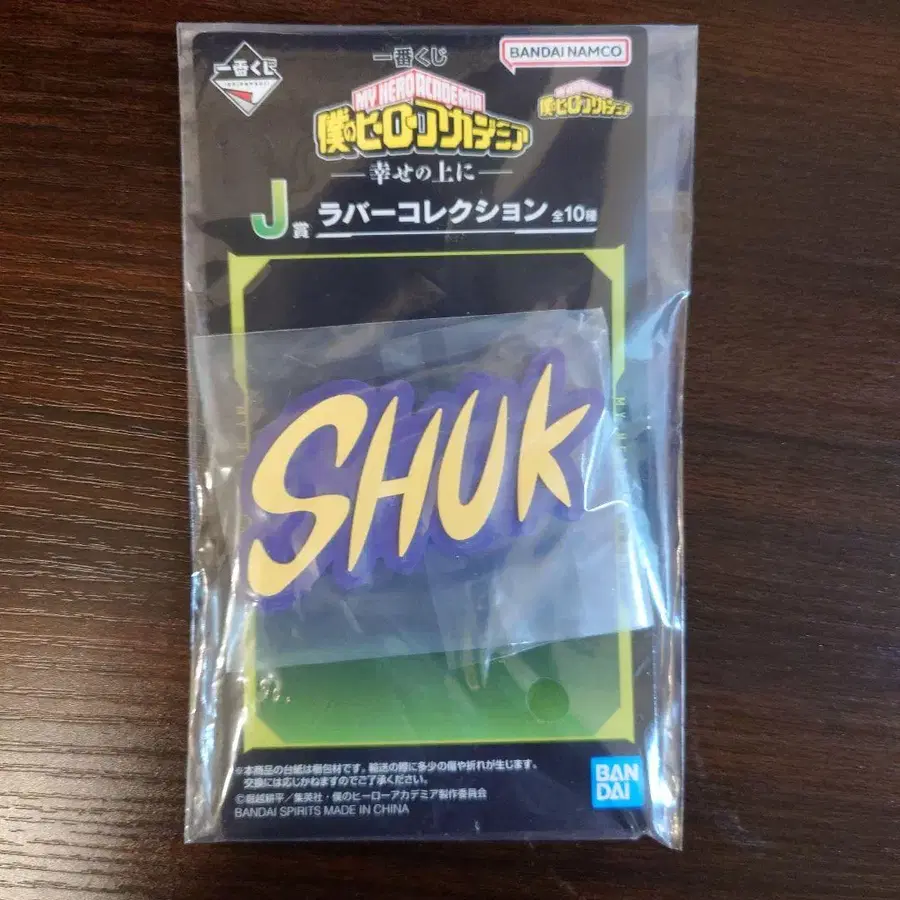 一番くじ
一番くじ
BANDAI NAMCO
MY HERO ACADEMIA
僕のヒーローアカデミア
僕のヒーローアカデミア
幸せの上に
J賞 ラバーコレクション 全10種
SHUK
※本商品の台紙は梱包材です。輸送の際に多少の傷や折れが生じます。
交換には応じかねますのでご了承ください。
©堀越耕平／集英社・僕のヒーローアカデミア製作委員会
BANDAI SPIRITS MADE IN CHINA
BAN
DAI